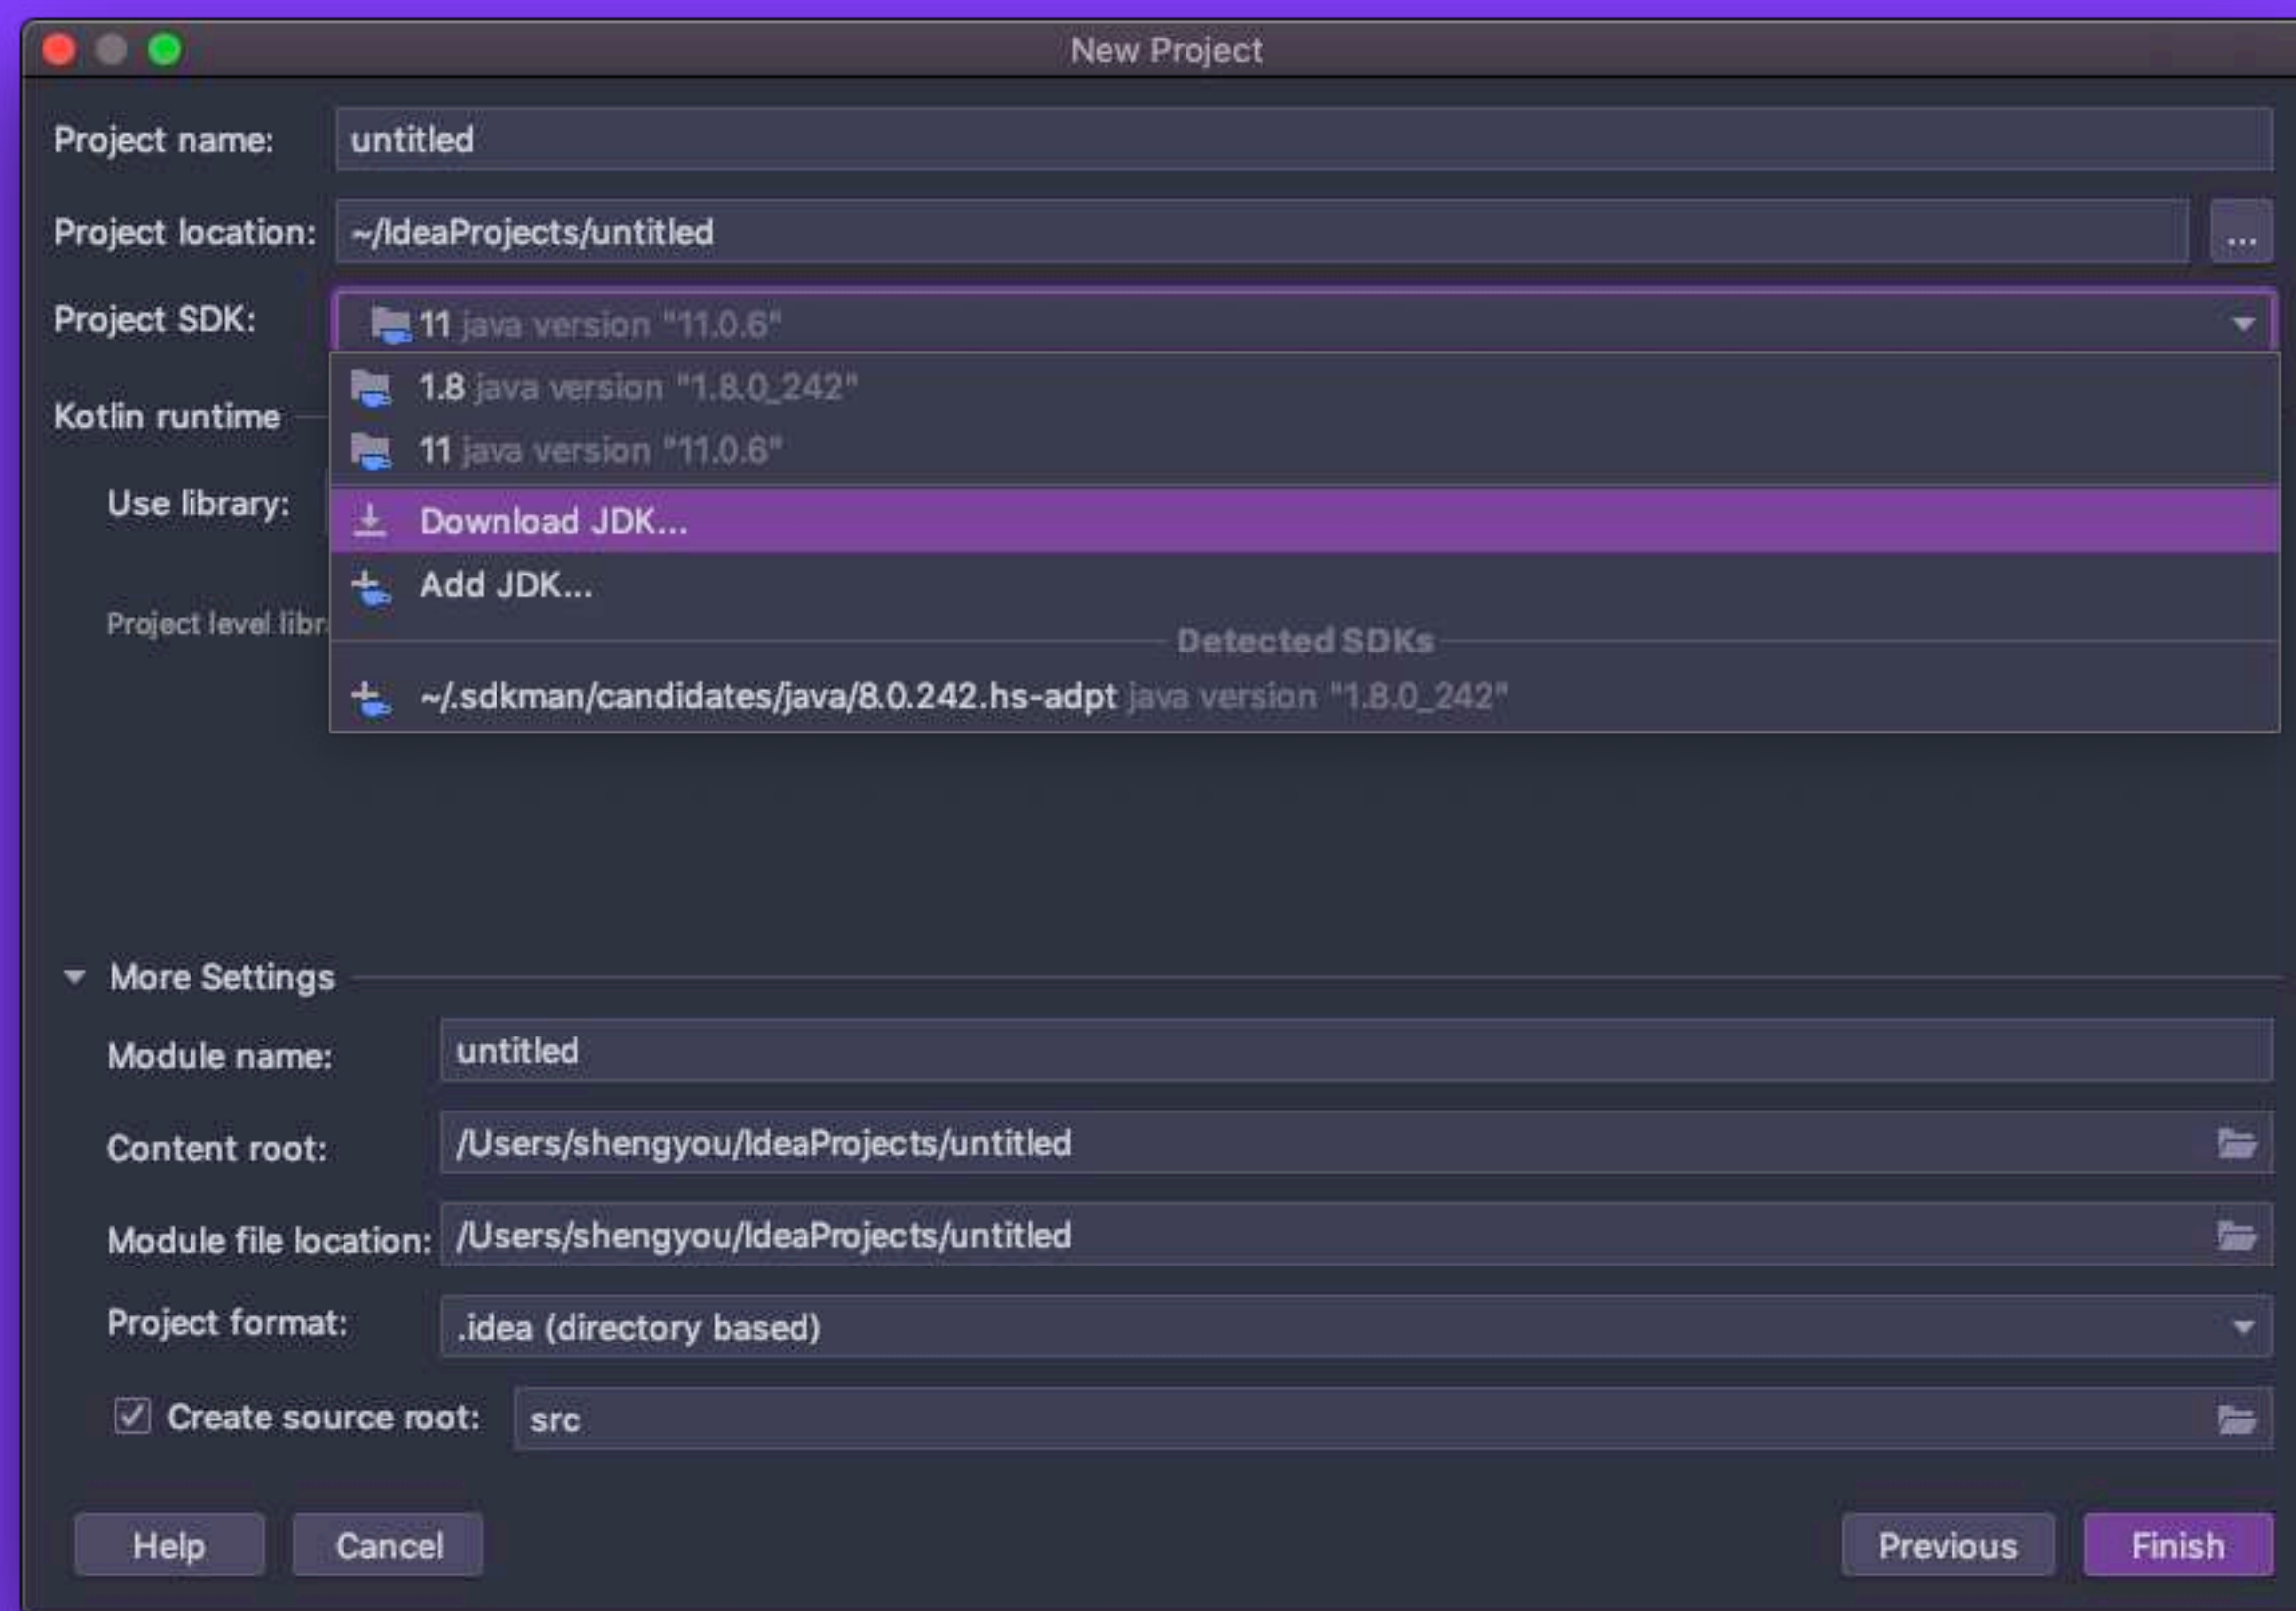 New Project
Project name: untitled
Project location: ~/IdeaProjects/untitled ...
Project SDK: 11 java version "11.0.6"
1.8 java version "1.8.0_242"
Kotlin runtime
11 java version "11.0.6"
Use library:
Download JDK...
Add JDK...
Project level libr
Detected SDKs
~/.sdkman/candidates/java/8.0.242.hs-adpt java version "1.8.0_242"
More Settings
Module name: untitled
Content root: /Users/shengyou/IdeaProjects/untitled
Module file location: /Users/shengyou/IdeaProjects/untitled
Project format: .idea (directory based)
Create source root: src
Help Cancel Previous Finish